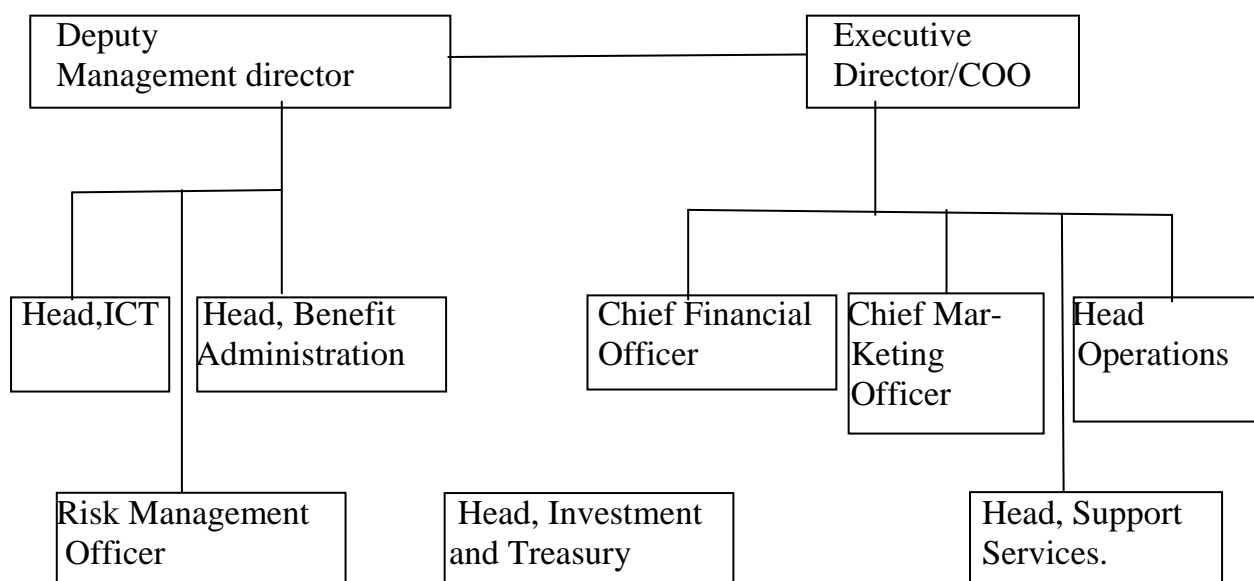 Deputy
Management director
Executive
Director/COO
Head,ICT
Head, Benefit
Administration
Chief Financial
Officer
Chief Mar-
Keting
Officer
Head
Operations
Risk Management
Officer
Head, Investment
and Treasury
Head, Support
Services.